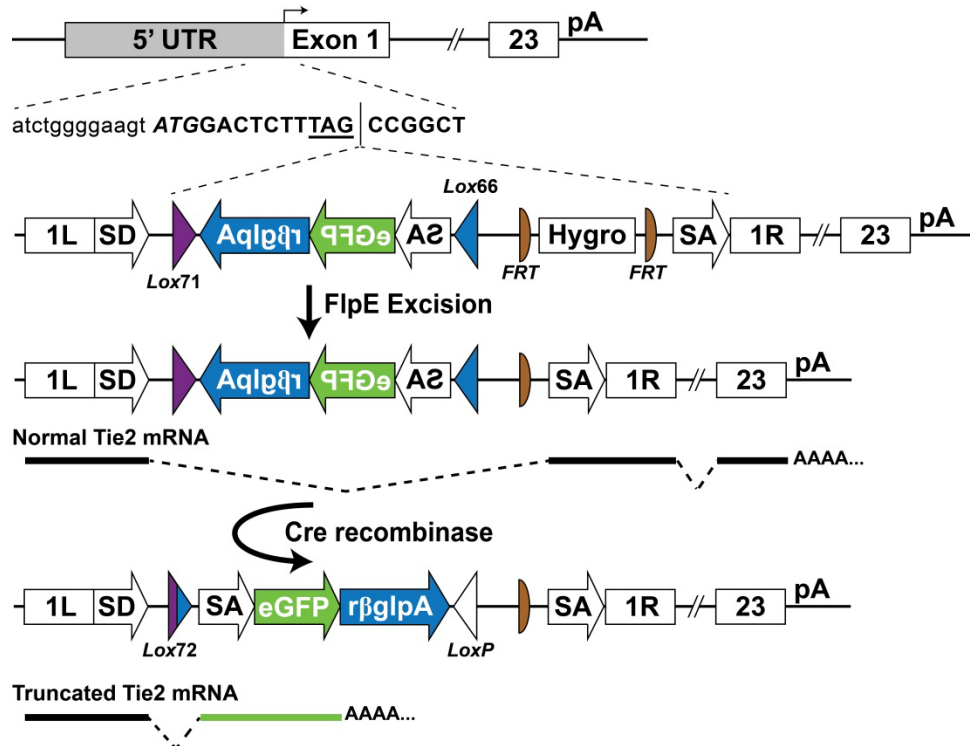 pA
5' UTR Exon 1 23
atctggggaagt ATGGACTCTTTAG CCGGCT
Lox66
pA
1L SD rβglpA eGFP SA Hygro SA 1R 23
Lox71 FRT FRT
FlpE Excision
pA
1L SD rβglpA eGFP SA SA 1R 23
Normal Tie2 mRNA
AAAA...
Cre recombinase
pA
1L SD SA eGFP rβglpA SA 1R 23
Lox72 LoxP
Truncated Tie2 mRNA
AAAA...